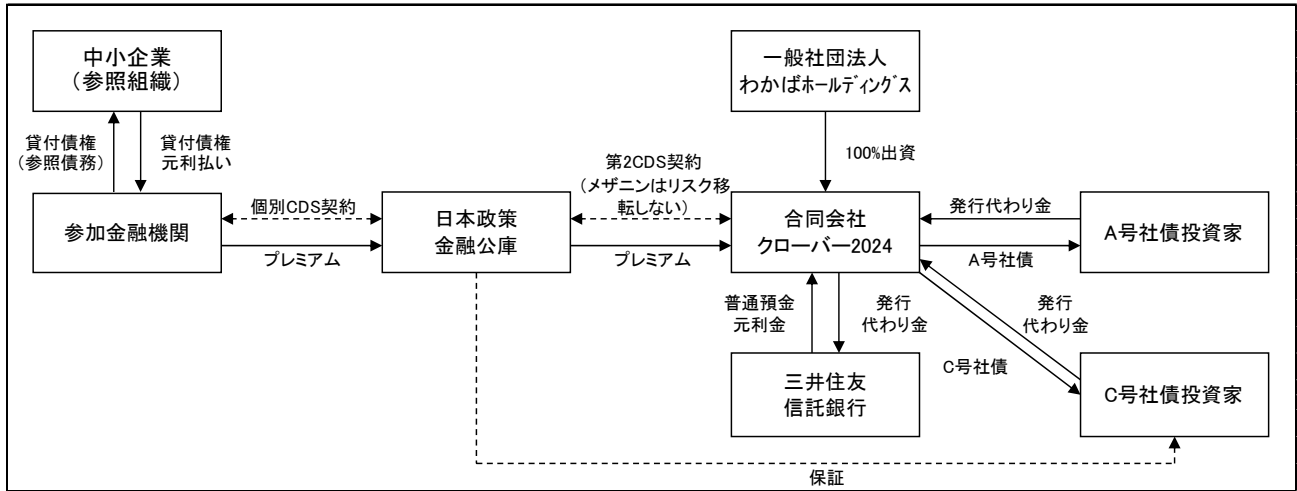 中小企業
（参照組織）
一般社団法人
わかばホールディングス
貸付債権
（参照債務）
貸付債権
元利払い
100%出資
第2CDS契約
（メザニンはリスク移
転しない）
個別CDS契約
発行代わり金
参加金融機関
日本政策
金融公庫
合同会社
クローバー2024
A号社債投資家
プレミアム
プレミアム
A号社債
普通預金
元利金
発行
代わり金
発行
代わり金
C号社債
三井住友
信託銀行
C号社債投資家
保証